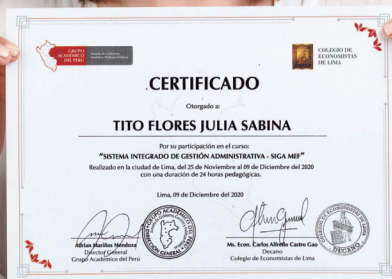 GRUPO
ACADÉMICO
DEL PERÚ
COLEGIO DE
ECONOMISTAS
DE LIMA
CERTIFICADO
Otorgado a:
TITO FLORES JULIA SABINA
Por su participación en el curso:
"SISTEMA INTEGRADO DE GESTIÓN ADMINISTRATIVA - SIGA MEF"
Realizado en la ciudad de Lima, del 25 de Noviembre al 09 de Diciembre del 2020
con una duración de 24 horas pedagógicas.
Lima, 09 de Diciembre del 2020
Adrian Mariños Mendoza
Director General
Grupo Académico del Perú
Ms. Econ. Carlos Alfredo Castro Gao
Decano
Colegio de Economistas de Lima
DECANO